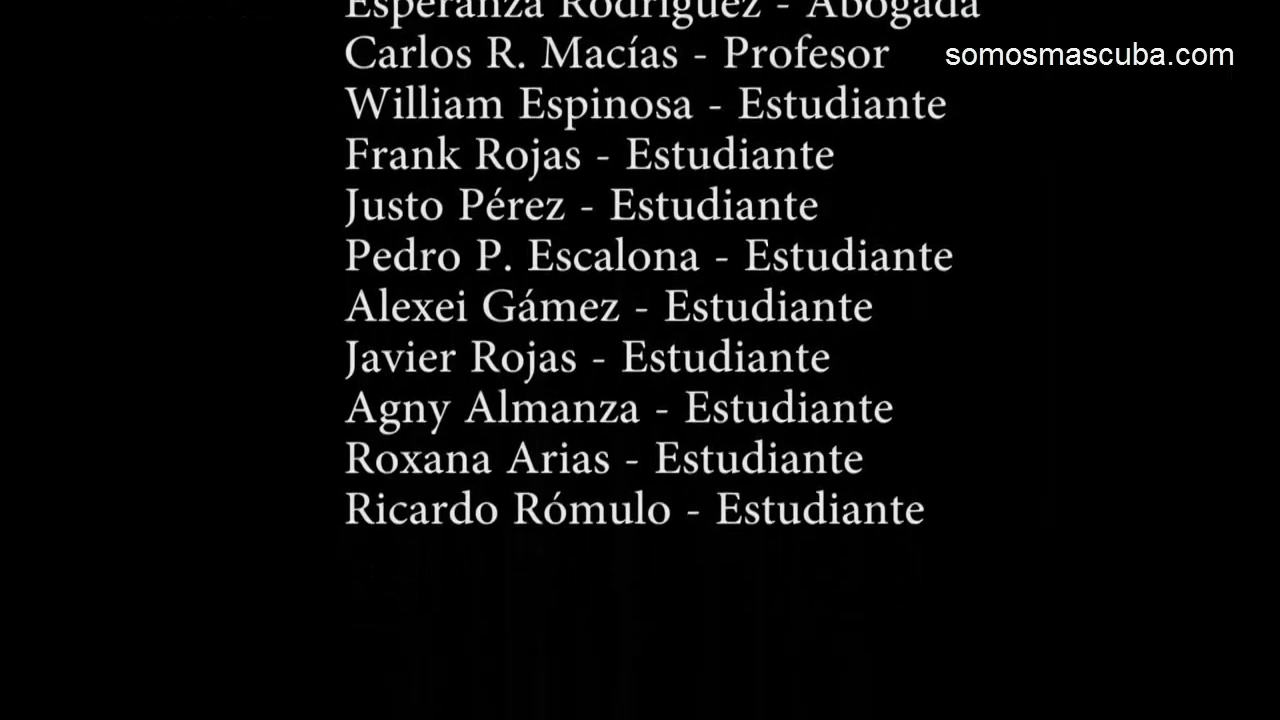 Esperanza Rodríguez - Abogada
Carlos R. Macías - Profesor
somosmascuba.com
William Espinosa - Estudiante
Frank Rojas - Estudiante
Justo Pérez - Estudiante
Pedro P. Escalona - Estudiante
Alexei Gámez - Estudiante
Javier Rojas - Estudiante
Agny Almanza - Estudiante
Roxana Arias - Estudiante
Ricardo Rómulo - Estudiante